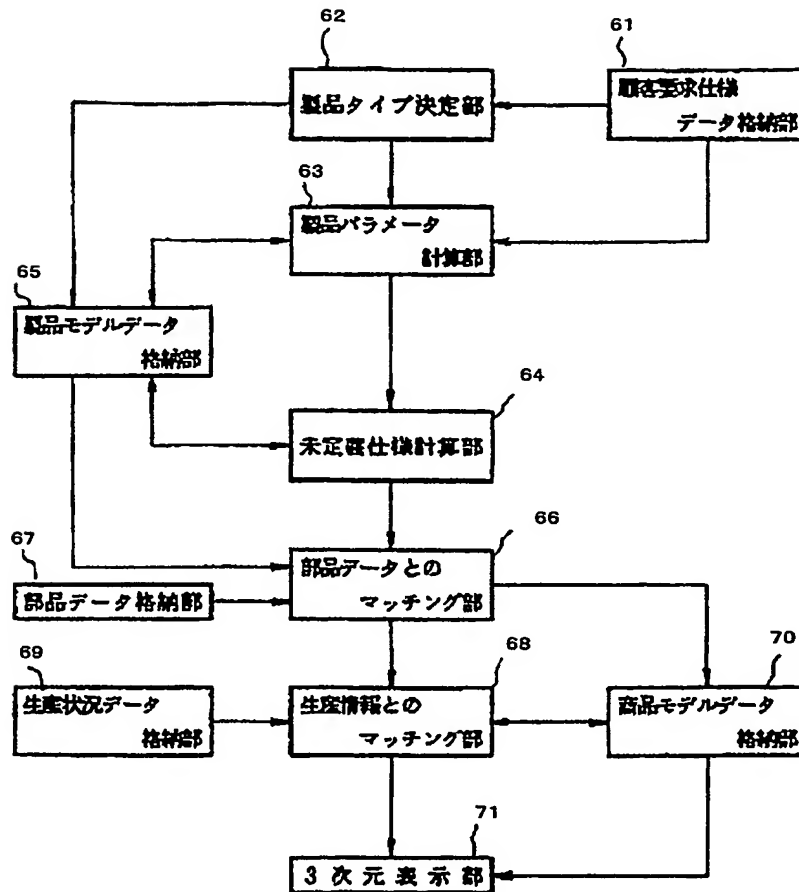 62
61
製品タイプ決定部
顧客要求仕様
データ格納部
63
製品パラメータ
計算部
65
製品モデルデータ
格納部
64
未定義仕様計算部
66
67
部品データとの
マッチング部
部品データ格納部
70
69
68
生産状況データ
格納部
生産情報との
マッチング部
商品モデルデータ
格納部
71
3次元表示部